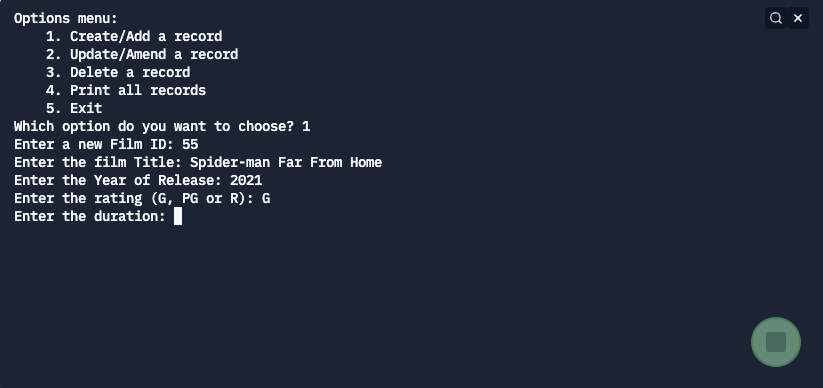 Options menu:
1. Create/Add a record
2. Update/Amend a record
3. Delete a record
4. Print all records
5. Exit
Which option do you want to choose? 1
Enter a new Film ID: 55
Enter the film Title: Spider-man Far From Home
Enter the Year of Release: 2021
Enter the rating (G, PG or R): G
Enter the duration: